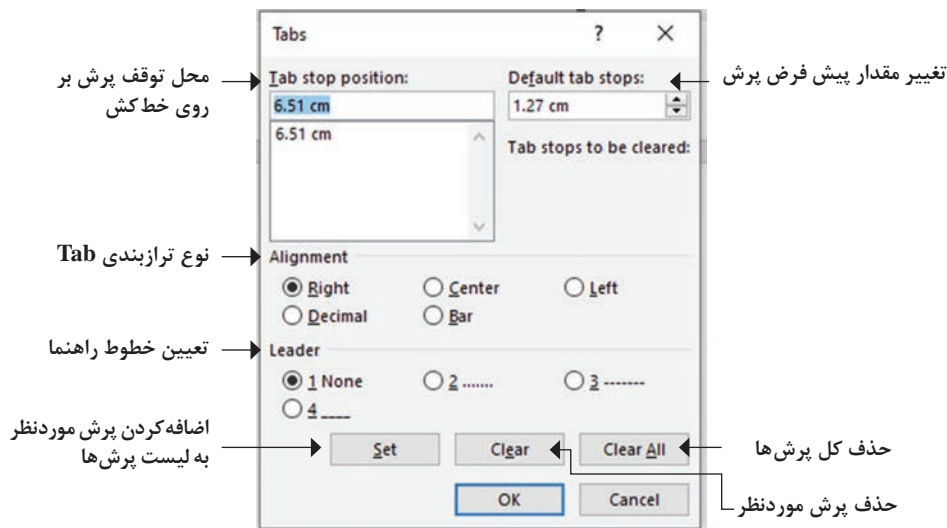 Tabs ? ×
محل توقف پرش بر
روی خط‌کش
Tab stop position:
6.51 cm
6.51 cm
Default tab stops:
1.27 cm
تغییر مقدار پیش فرض پرش
Tab stops to be cleared:
نوع ترازبندی Tab
Alignment
Right Center Left
Decimal Bar
تعیین خطوط راهنما
Leader
1 None 2 ....... 3 -------
4 ____
اضافه‌کردن پرش موردنظر
به لیست پرش‌ها
Set Clear Clear All
حذف کل پرش‌ها
OK Cancel
حذف پرش موردنظر